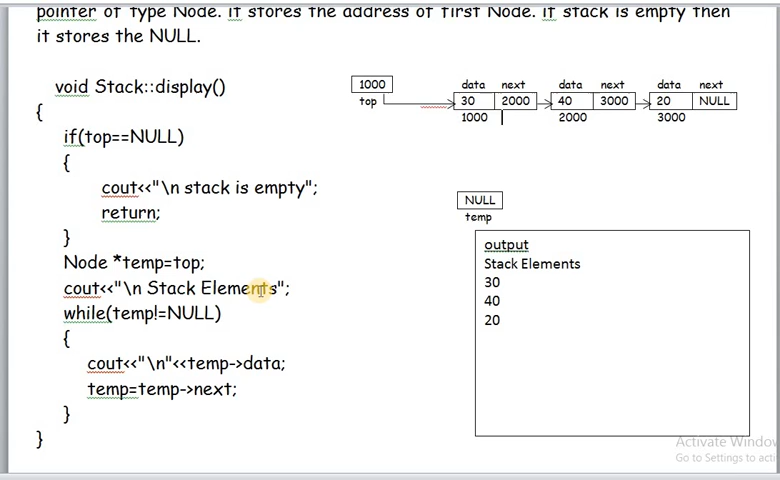 pointer of type Node. it stores the address of first Node. if stack is empty then
it stores the NULL.
void Stack::display()
{
if(top==NULL)
{
cout<<"\n stack is empty";
return;
}
Node *temp=top;
cout<<"\n Stack Elements";
while(temp!=NULL)
{
cout<<"\n"<<temp->data;
temp=temp->next;
}
}
1000
top
data next data next data next
30 2000 40 3000 20 NULL
1000 2000 3000
NULL
temp
output
Stack Elements
30
40
20
Activate Window
Go to Settings to acti